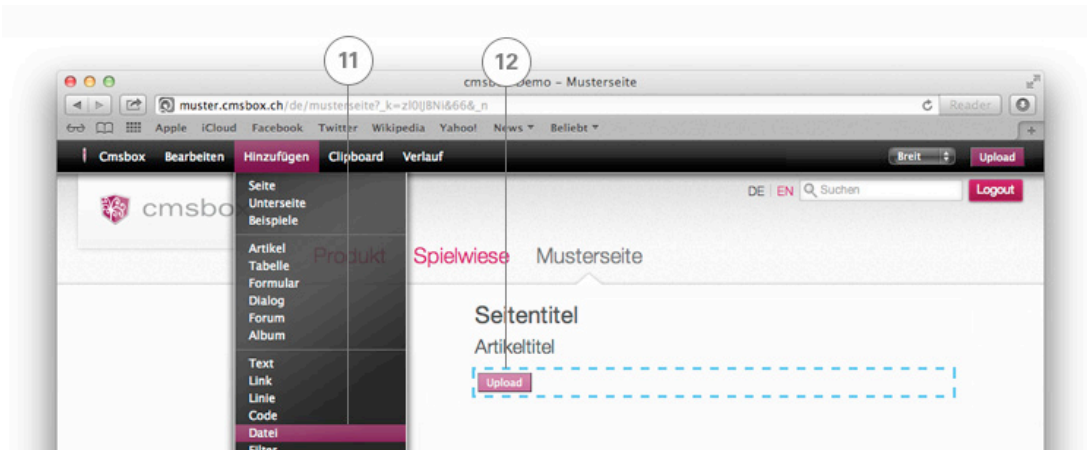 11
12
cmsbox Demo – Musterseite
muster.cmsbox.ch/de/musterseite?_k=zI0IJBNi&66&_n
Reader
Apple iCloud Facebook Twitter Wikipedia Yahoo! News Beliebt
Cmsbox Bearbeiten Hinzufügen Clipboard Verlauf Breit Upload
Seite
Unterseite
Beispiele
DE EN Suchen Logout
cmsbo
Artikel
Tabelle
Formular
Dialog
Forum
Album
Produkt Spielwiese Musterseite
Seitentitel
Artikeltitel
Upload
Text
Link
Linie
Code
Datei
Filter